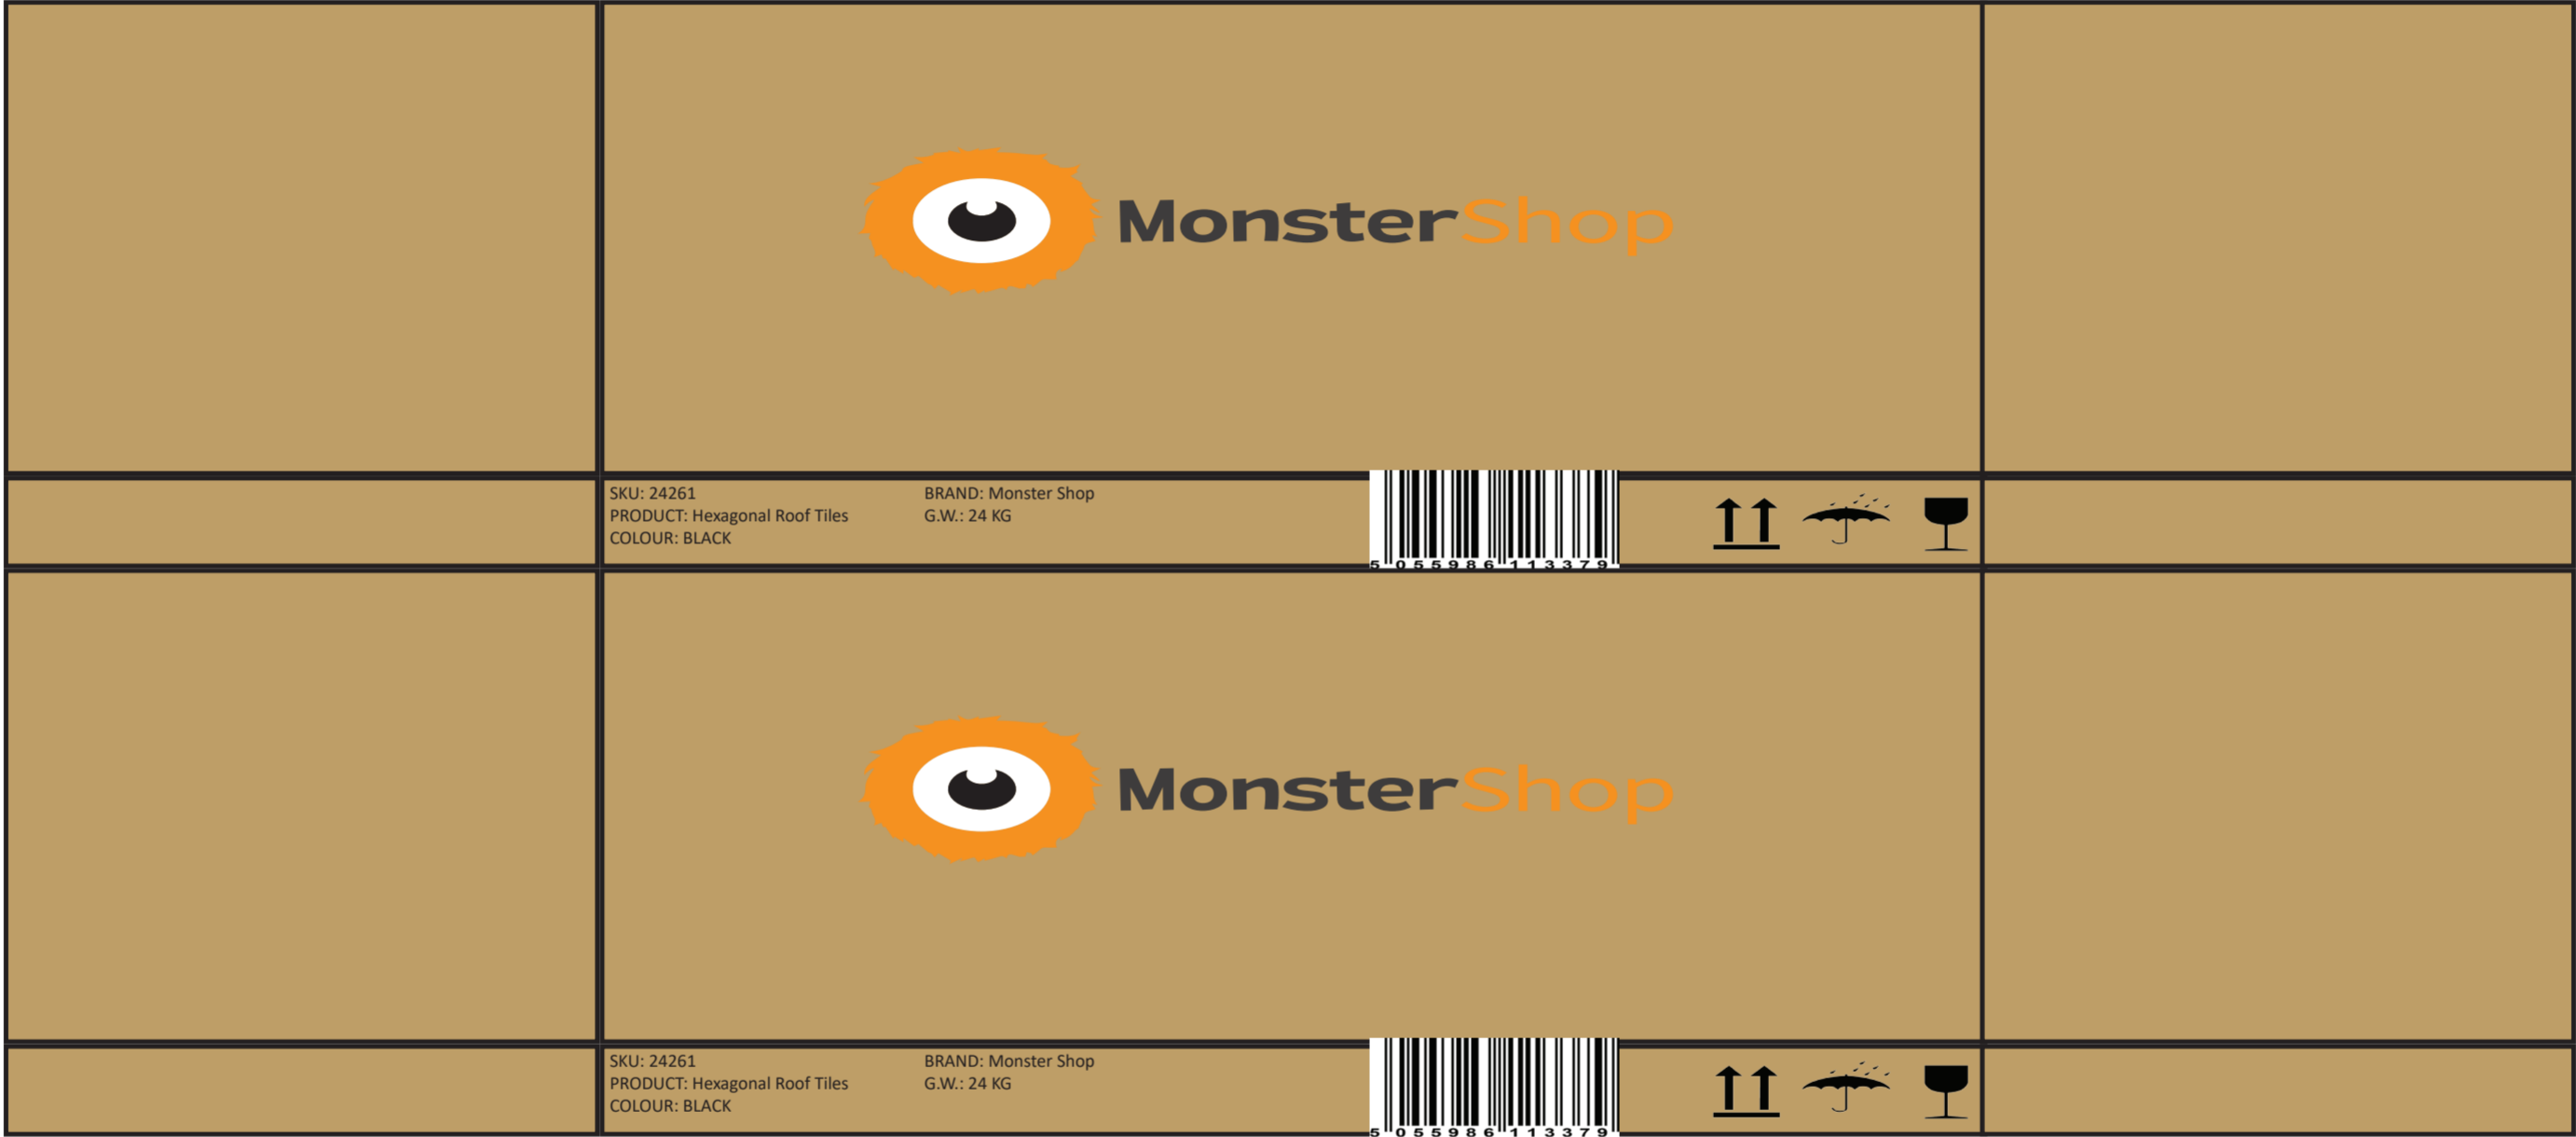 MonsterShop
SKU: 24261
PRODUCT: Hexagonal Roof Tiles
COLOUR: BLACK
BRAND: Monster Shop
G.W.: 24 KG
5 055986 113379
MonsterShop
SKU: 24261
PRODUCT: Hexagonal Roof Tiles
COLOUR: BLACK
BRAND: Monster Shop
G.W.: 24 KG
5 055986 113379